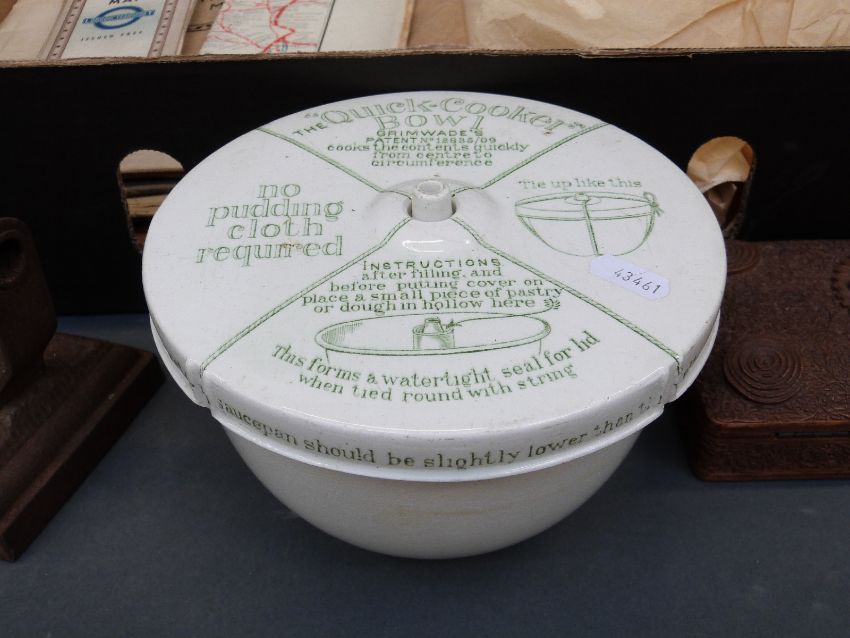 THE "Quick-Cooker"
Bowl
GRIMWADE'S
cooks the contents quickly
from centre to
circumference
no
pudding
cloth
required
Tie up like this
43461
INSTRUCTIONS
after filling, and
before putting cover on
place a small piece of pastry
or dough in hollow here
This forms a watertight seal for lid
when tied round with string
saucepan should be slightly lower than